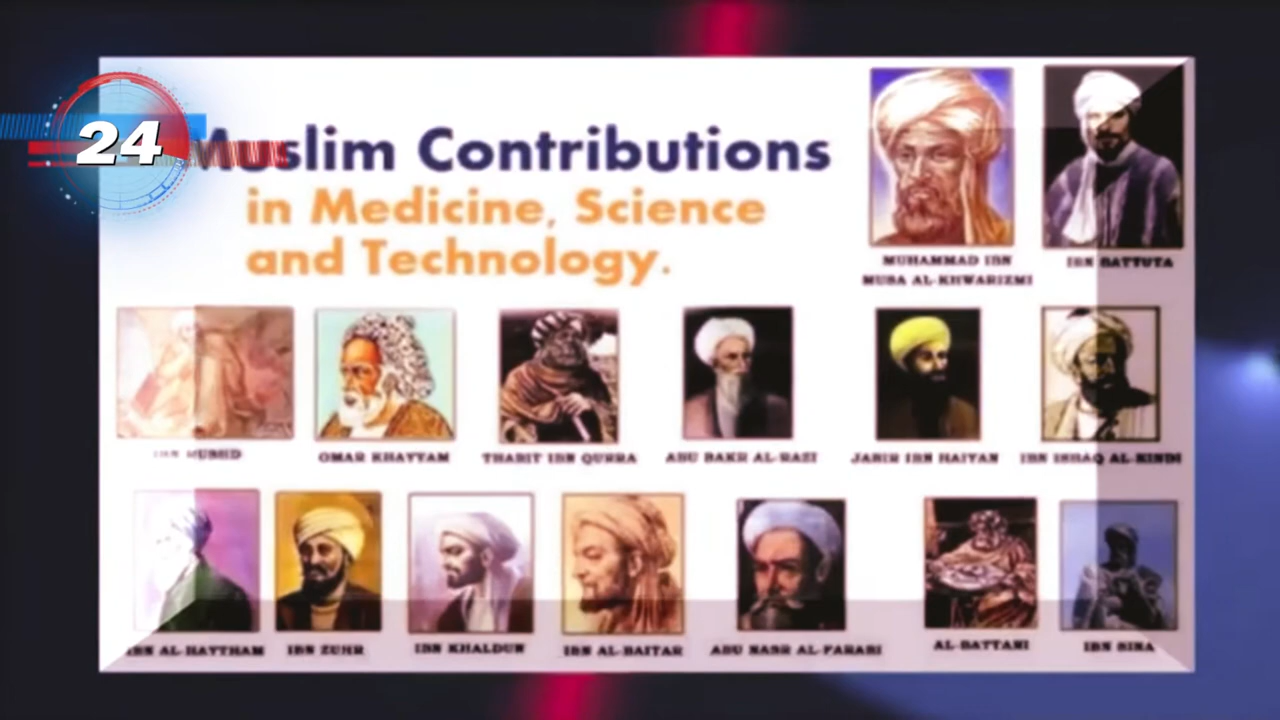 24
Muslim Contributions
in Medicine, Science
and Technology.
MUHAMMAD IBN
MUSA AL-KHWARIZMI
IBN BATTUTA
IBN RUSHD
OMAR KHAYYAM
THABIT IBN QURRA
ABU BAKR AL-RAZI
JABIR IBN HAIYAN
IBN ISHAQ AL-KINDI
IBN AL-HAYTHAM
IBN ZUHR
IBN KHALDUN
IBN AL-BAITAR
ABU NASR AL-FARABI
AL-BATTANI
IBN SINA